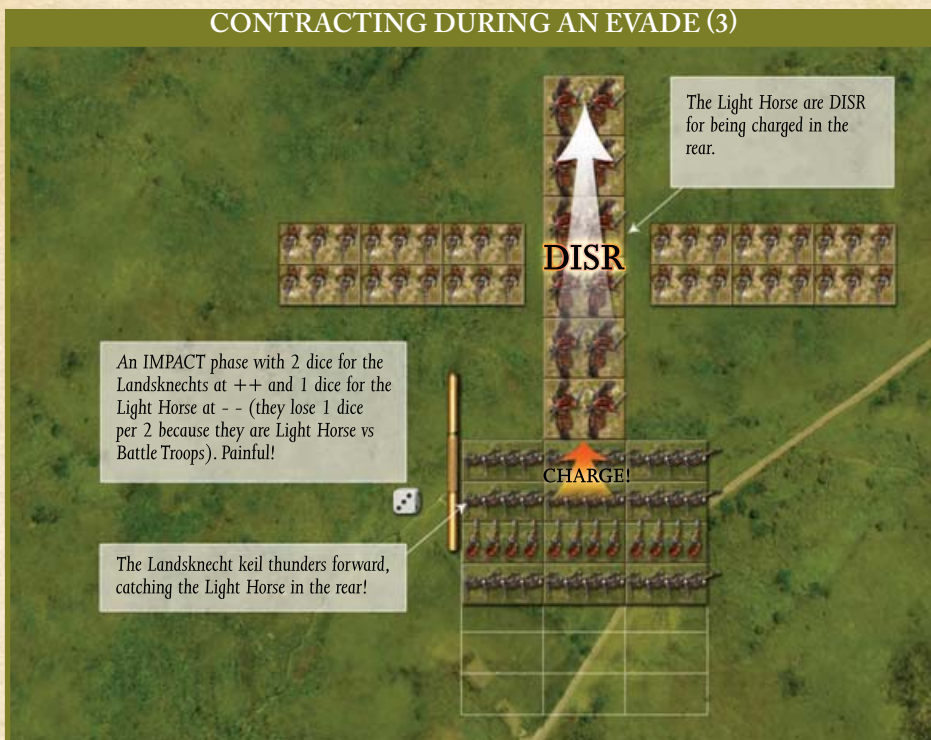 CONTRACTING DURING AN EVADE (3)
The Light Horse are DISR
for being charged in the
rear.
DISR
An IMPACT phase with 2 dice for the
Landsknechts at ++ and 1 dice for the
Light Horse at - - (they lose 1 dice
per 2 because they are Light Horse vs
Battle Troops). Painful!
CHARGE!
The Landsknecht keil thunders forward,
catching the Light Horse in the rear!